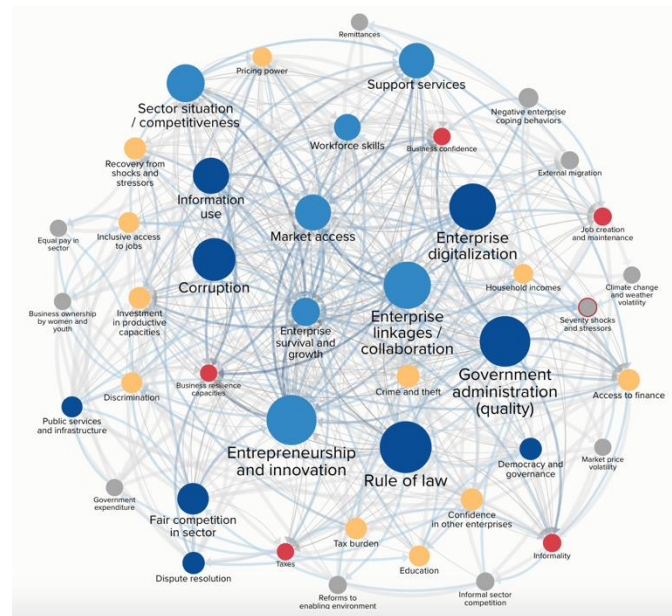 Remittances
Pricing power
Support services
Sector situation
/ competitiveness
Negative enterprise
coping behaviors
Workforce skills
Business confidence
Recovery from
shocks and
stressors
External migration
Information
use
Market access
Enterprise
digitalization
Job creation
and maintenance
Equal pay in
sector
Inclusive access
to jobs
Corruption
Household incomes
Climate change
and weather
volatility
Business ownership
by women and
youth
Investment
in productive
capacities
Enterprise
survival and
growth
Enterprise
linkages /
collaboration
Severity shocks
and stressors
Business resilience
capacities
Crime and theft
Government
administration
(quality)
Access to
finance
Discrimination
Public services
and infrastructure
Entrepreneurship
and innovation
Rule of law
Democracy and
governance
Market price
volatility
Government
expenditure
Fair competition
in sector
Confidence
in other enterprises
Tax burden
Informality
Dispute resolution
Taxes
Education
Reforms to
enabling environment
Informal sector
competition